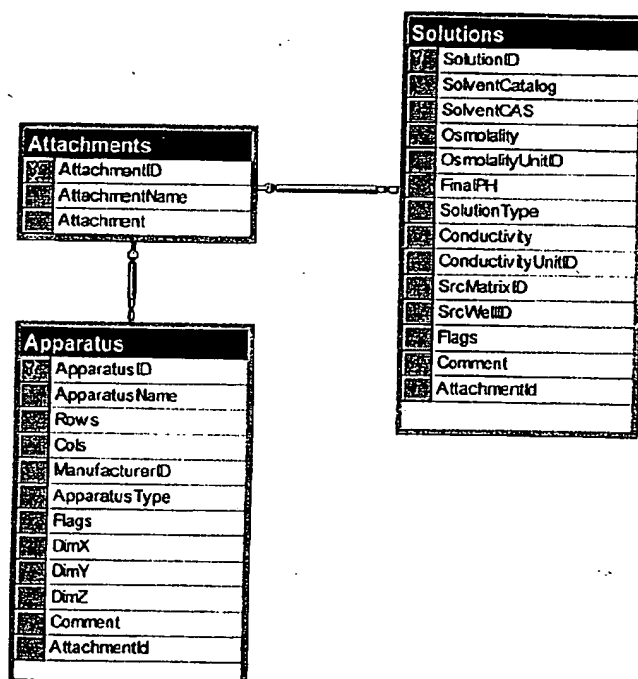 Attachments
AttachmentID
AttachmentName
Attachment
Solutions
SolutionID
SolventCatalog
SolventCAS
Osmolality
OsmolalityUnitID
FinalPH
SolutionType
Conductivity
ConductivityUnitID
SrcMatrixID
SrcWellID
Flags
Comment
AttachmentId
Apparatus
ApparatusID
ApparatusName
Rows
Cols
ManufacturerID
ApparatusType
Flags
DimX
DimY
DimZ
Comment
AttachmentId